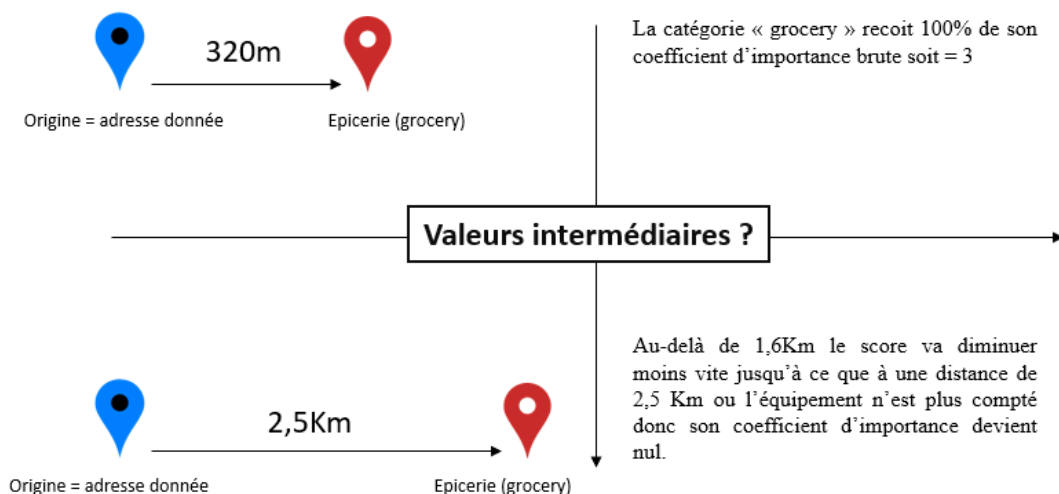 320m
Origine = adresse donnée
Epicerie (grocery)
La catégorie « grocery » recoit 100% de son
coefficient d'importance brute soit = 3
Valeurs intermédiaires ?
2,5Km
Origine = adresse donnée
Epicerie (grocery)
Au-delà de 1,6Km le score va diminuer
moins vite jusqu'à ce que à une distance de
2,5 Km ou l'équipement n'est plus compté
donc son coefficient d'importance devient
nul.